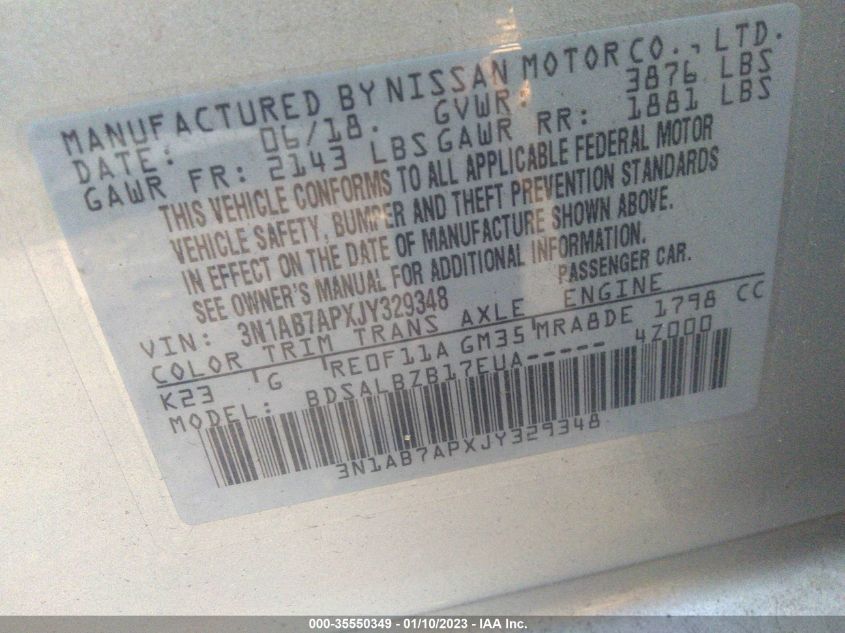 MANUFACTURED BY NISSAN MOTOR CO., LTD.
DATE: 06/18. GVWR: 3876 LBS
GAWR FR: 2143 LBS GAWR RR: 1881 LBS
THIS VEHICLE CONFORMS TO ALL APPLICABLE FEDERAL MOTOR
VEHICLE SAFETY, BUMPER AND THEFT PREVENTION STANDARDS
IN EFFECT ON THE DATE OF MANUFACTURE SHOWN ABOVE.
SEE OWNER'S MANUAL FOR ADDITIONAL INFORMATION.
VIN: 3N1AB7APXJY329348 PASSENGER CAR.
COLOR TRIM TRANS AXLE ENGINE
K23 G RE0F11A GM35 MRA8DE 1798 CC
MODEL: BDSALBZB17EUA----- 4Z000
3N1AB7APXJY329348
000-35550349 - 01/10/2023 - IAA Inc.